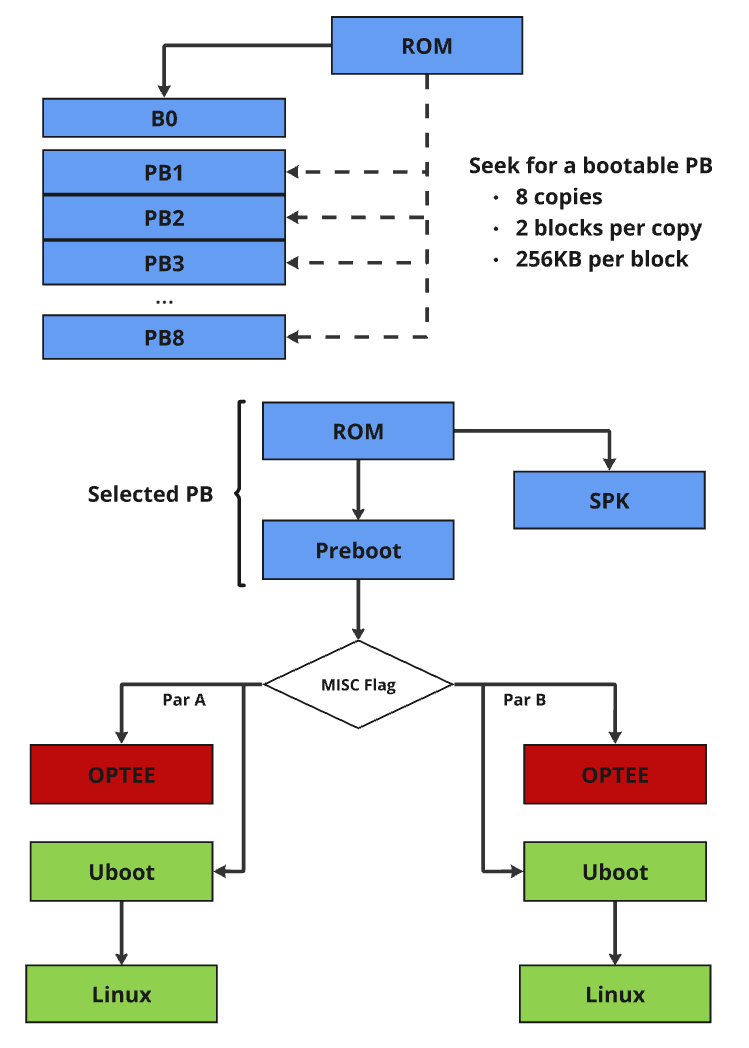 ROM
B0
PB1
PB2
PB3
...
PB8
Seek for a bootable PB
· 8 copies
· 2 blocks per copy
· 256KB per block
Selected PB
ROM
SPK
Preboot
MISC Flag
Par A
Par B
OPTEE
OPTEE
Uboot
Uboot
Linux
Linux